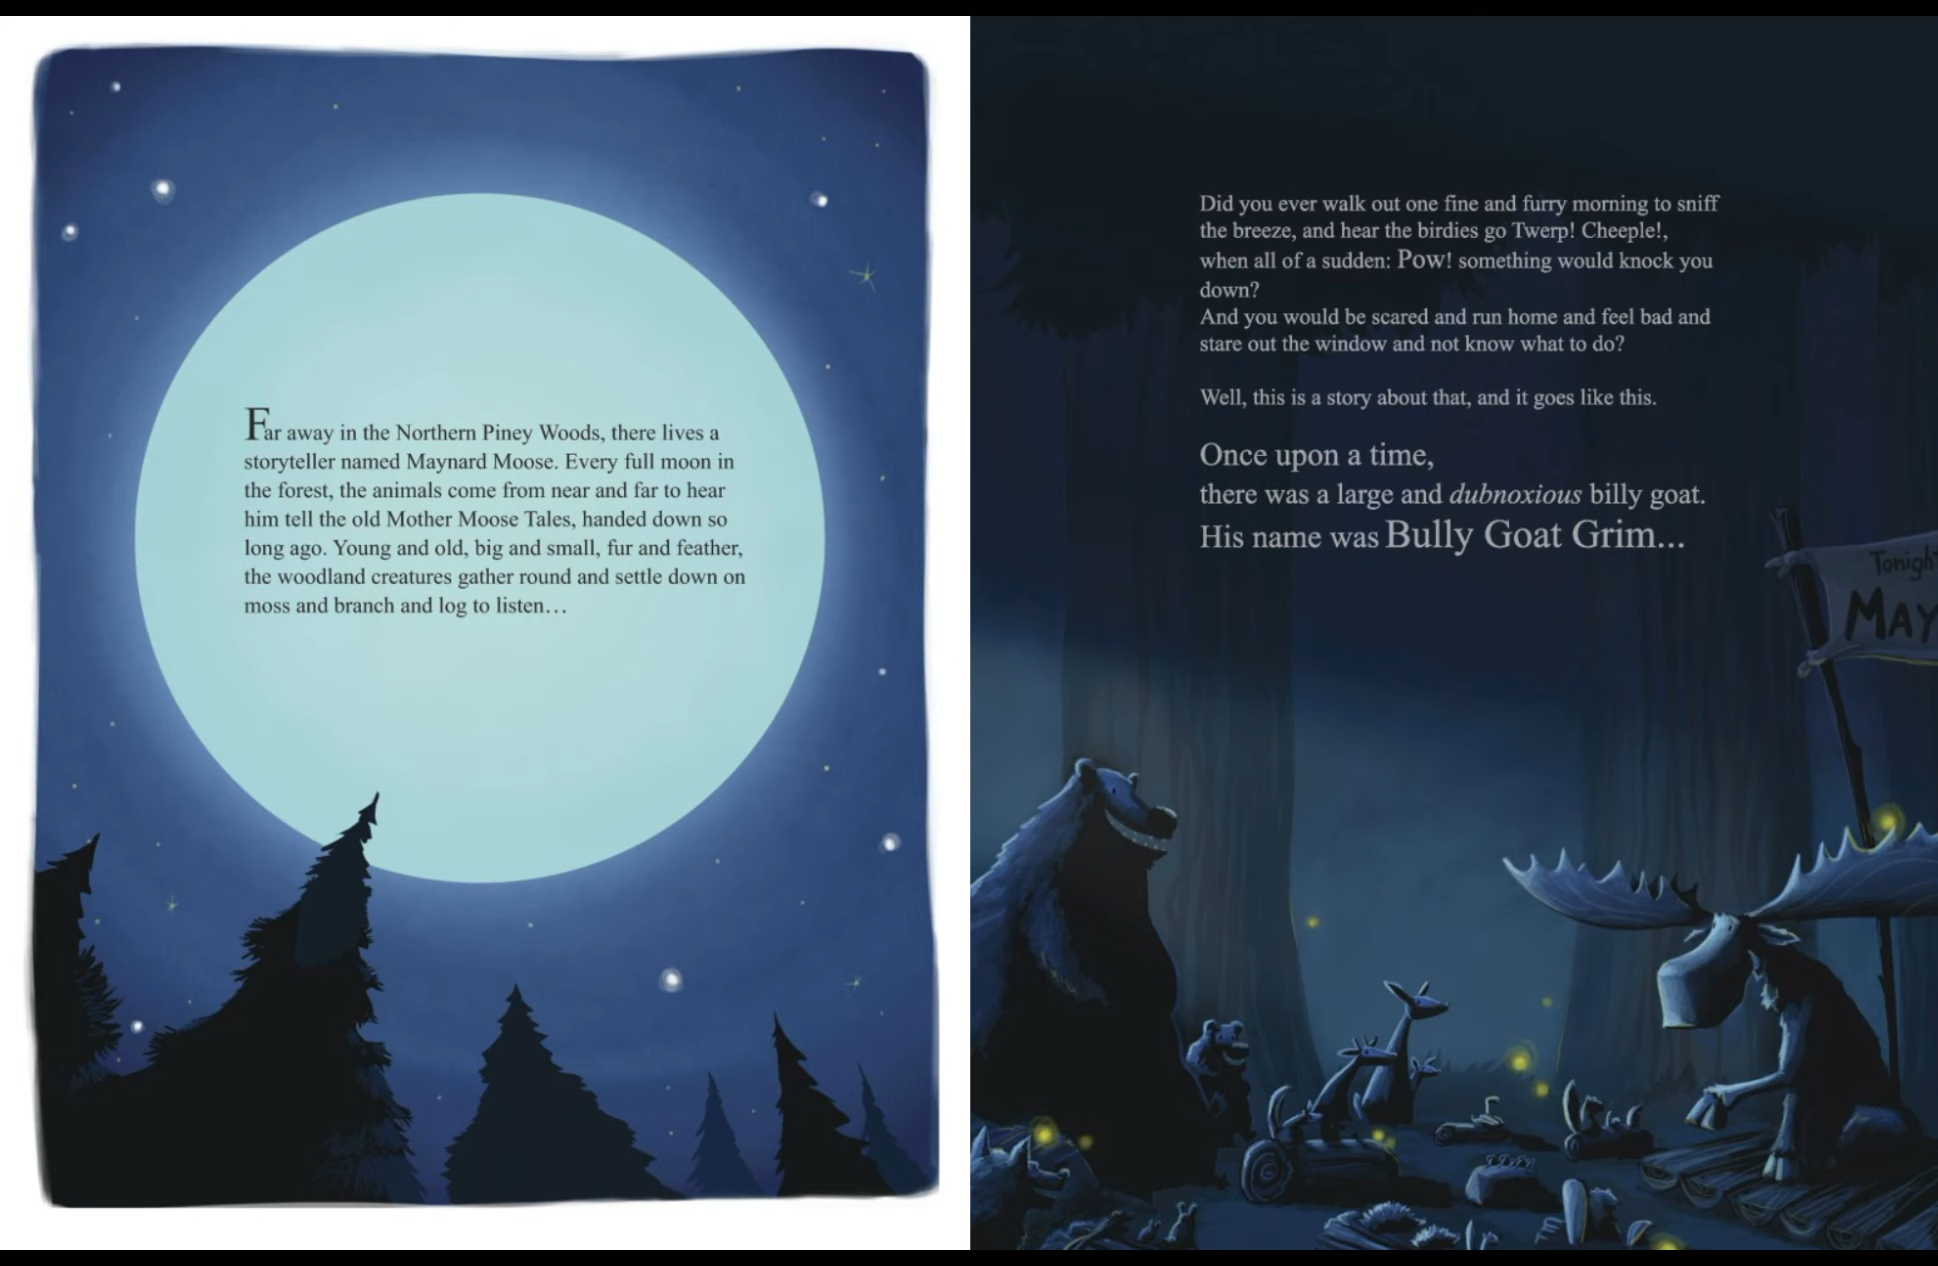 Far away in the Northern Piney Woods, there lives a
storyteller named Maynard Moose. Every full moon in
the forest, the animals come from near and far to hear
him tell the old Mother Moose Tales, handed down so
long ago. Young and old, big and small, fur and feather,
the woodland creatures gather round and settle down on
moss and branch and log to listen…
Did you ever walk out one fine and furry morning to sniff
the breeze, and hear the birdies go Twerp! Cheeple!,
when all of a sudden: Pow! something would knock you
down?
And you would be scared and run home and feel bad and
stare out the window and not know what to do?
Well, this is a story about that, and it goes like this.
Once upon a time,
there was a large and dubnoxious billy goat.
His name was Bully Goat Grim...
Tonigh
MAY